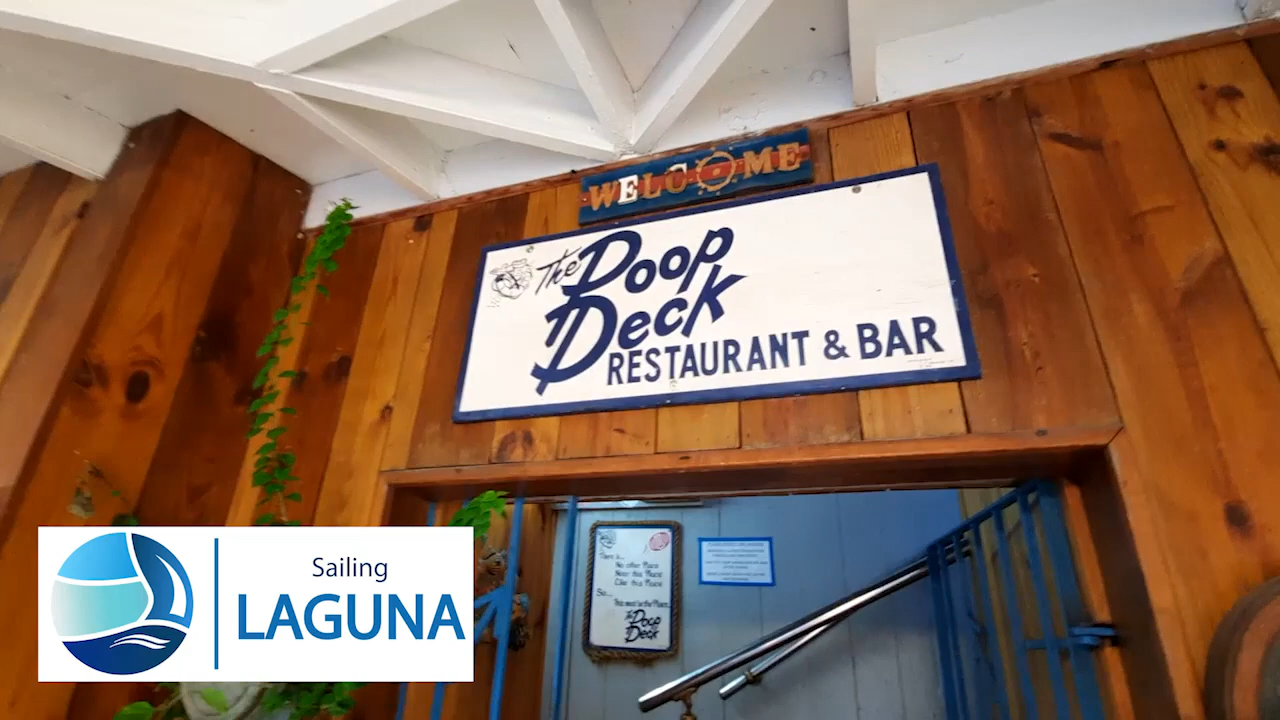 WELCOME
The Poop
Deck
RESTAURANT & BAR
There is...
No other Place
Near this Place
Like this Place
So...
This must be the Place.
The Poop
Deck
Sailing
LAGUNA